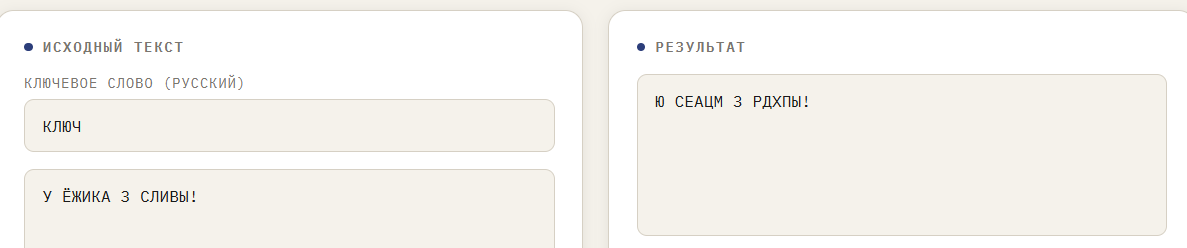 ИСХОДНЫЙ ТЕКСТ
КЛЮЧЕВОЕ СЛОВО (РУССКИЙ)
КЛЮЧ
У ЁЖИКА 3 СЛИВЫ!
РЕЗУЛЬТАТ
Ю СЕАЦМ 3 РДХПЫ!